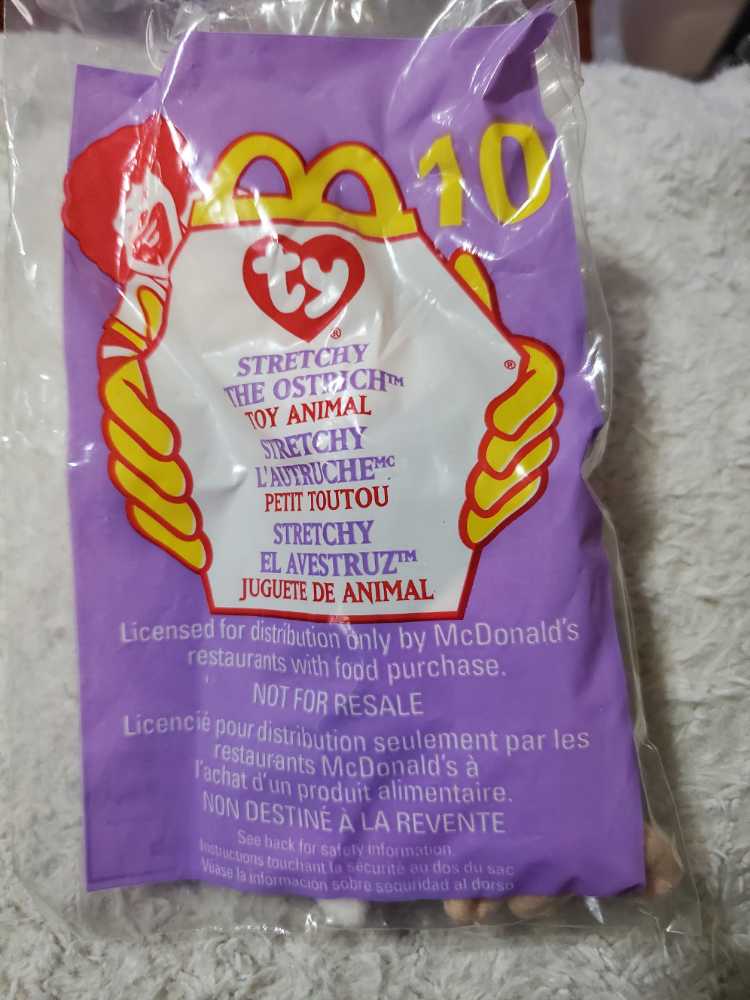 10
ty®
STRETCHY
THE OSTRICH™
TOY ANIMAL
STRETCHY
L'AUTRUCHEMC
PETIT TOUTOU
STRETCHY
EL AVESTRUZ™
JUGUETE DE ANIMAL
®
Licensed for distribution only by McDonald's
restaurants with food purchase.
NOT FOR RESALE
Licencié pour distribution seulement par les
restaurants McDonald's à
l'achat d'un produit alimentaire.
NON DESTINÉ À LA REVENTE
See back for safety information
Instructions touchant la sécurité au dos du sac
Véase la información sobre seguridad al dorso